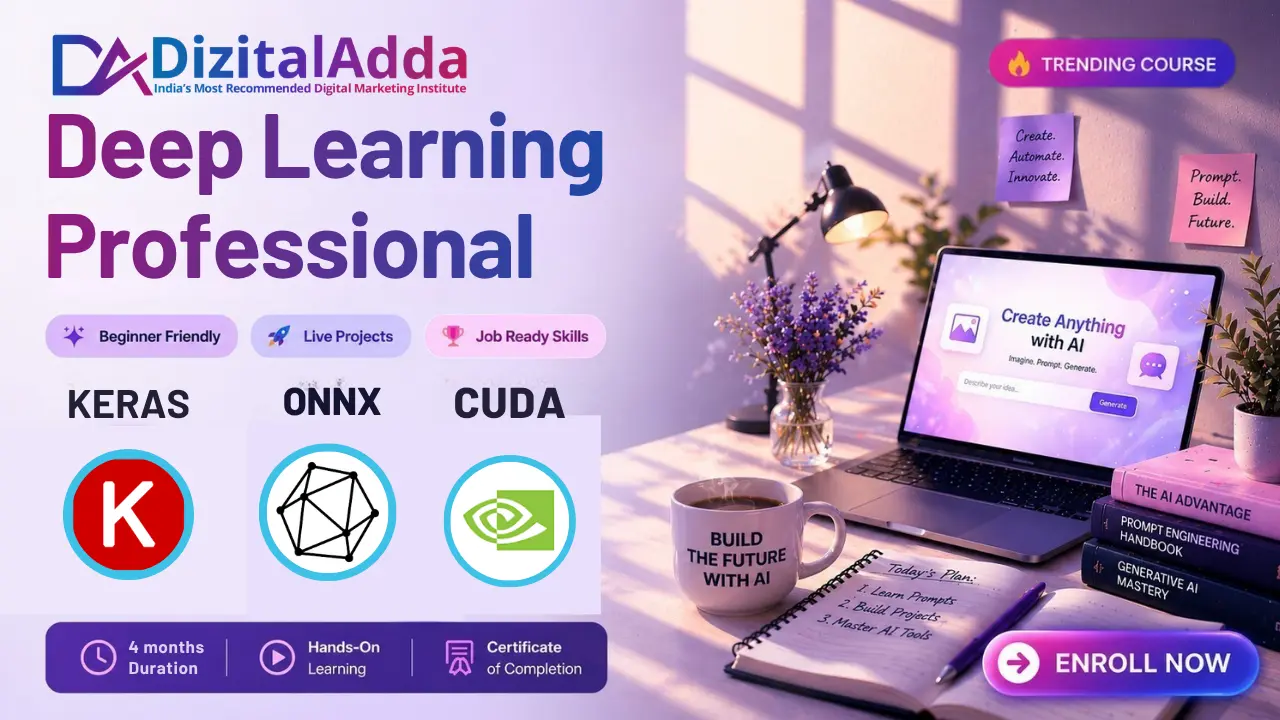 DizitalAdda
India's Most Recommended Digital Marketing Institute
Deep Learning
Professional
Beginner Friendly
Live Projects
Job Ready Skills
KERAS
ONNX
CUDA
K
4 months
Duration
Hands-On
Learning
Certificate
of Completion
TRENDING COURSE
Create.
Automate.
Innovate.
Prompt.
Build.
Future.
Create Anything
with AI
Imagine. Prompt. Generate.
Describe your idea...
Generate
BUILD
THE FUTURE
WITH AI
Today's Plan:
1. Learn Prompts
2. Build Projects
3. Master AI Tools
THE AI ADVANTAGE
PROMPT ENGINEERING
HANDBOOK
GENERATIVE AI
MASTERY
ENROLL NOW